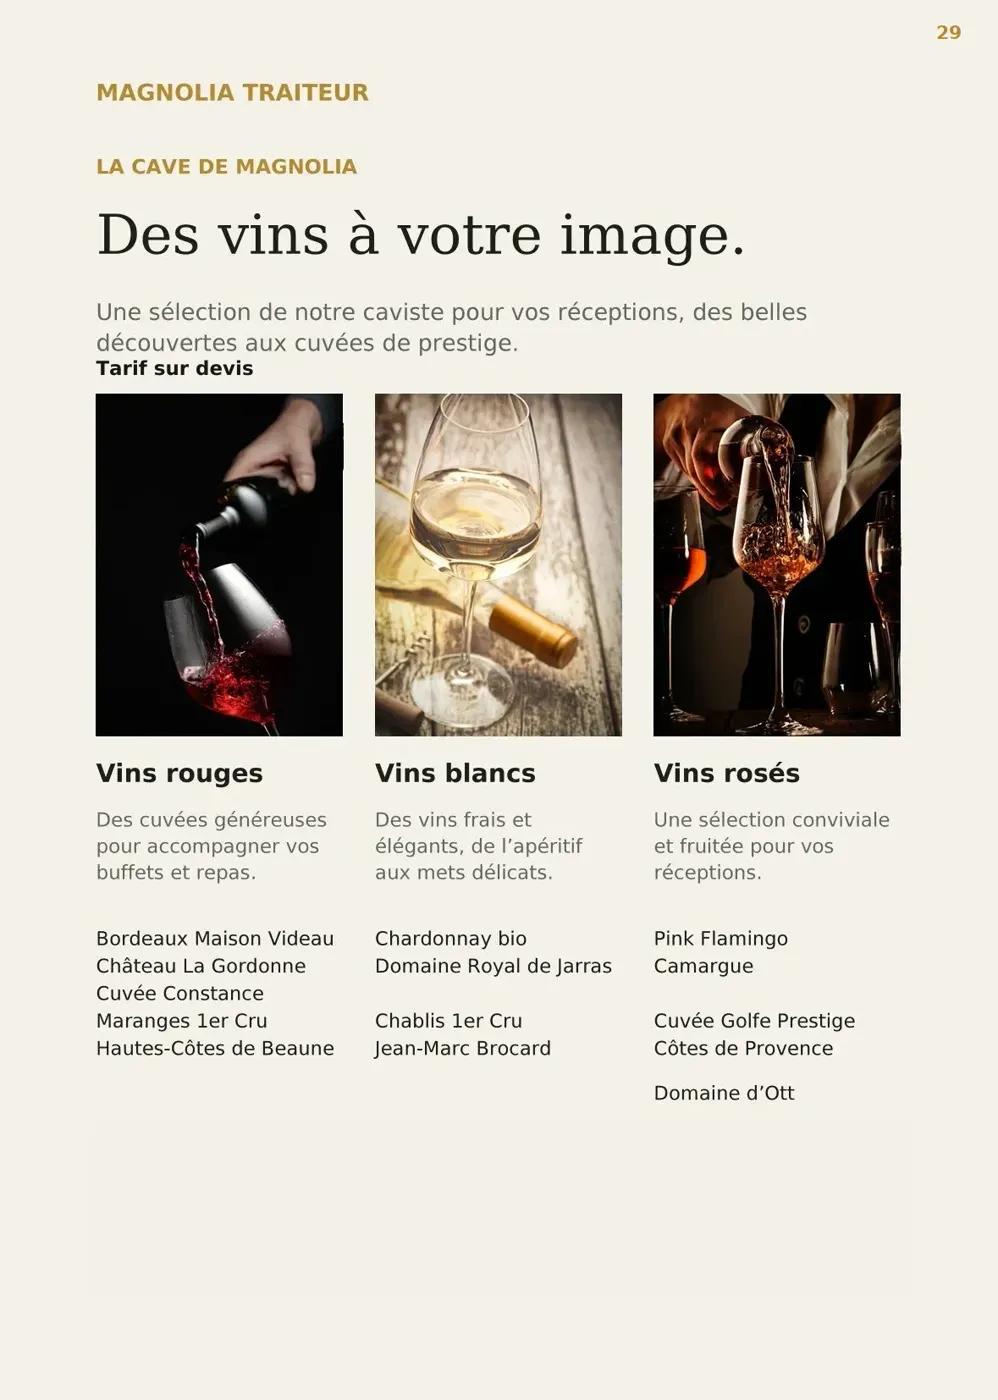 29
MAGNOLIA TRAITEUR
LA CAVE DE MAGNOLIA
Des vins à votre image.
Une sélection de notre caviste pour vos réceptions, des belles
découvertes aux cuvées de prestige.
Tarif sur devis
Vins rouges
Des cuvées généreuses
pour accompagner vos
buffets et repas.
Bordeaux Maison Videau
Château La Gordonne
Cuvée Constance
Maranges 1er Cru
Hautes-Côtes de Beaune
Vins blancs
Des vins frais et
élégants, de l’apéritif
aux mets délicats.
Chardonnay bio
Domaine Royal de Jarras
Chablis 1er Cru
Jean-Marc Brocard
Vins rosés
Une sélection conviviale
et fruitée pour vos
réceptions.
Pink Flamingo
Camargue
Cuvée Golfe Prestige
Côtes de Provence
Domaine d’Ott